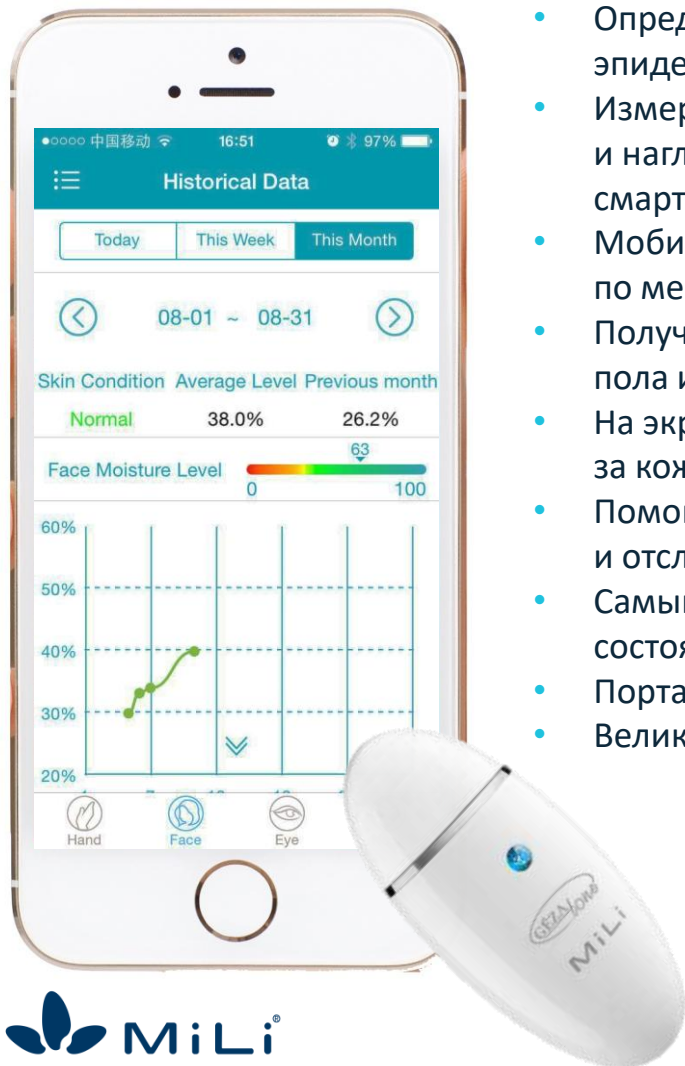 中国移动 16:51 97%
Historical Data
Today This Week This Month
08-01 ~ 08-31
Skin Condition Average Level Previous month
Normal 38.0% 26.2%
Face Moisture Level 63
0 100
60%
50%
40%
30%
20%
Hand Face Eye
GÉZAtone
MiLi
MiLi®
• Опред
эпиде
• Измер
и нагл
смарт
• Моби
по ме
• Получ
пола и
• На экр
за кож
• Помо
и отсл
• Самы
состоя
• Порта
• Велик